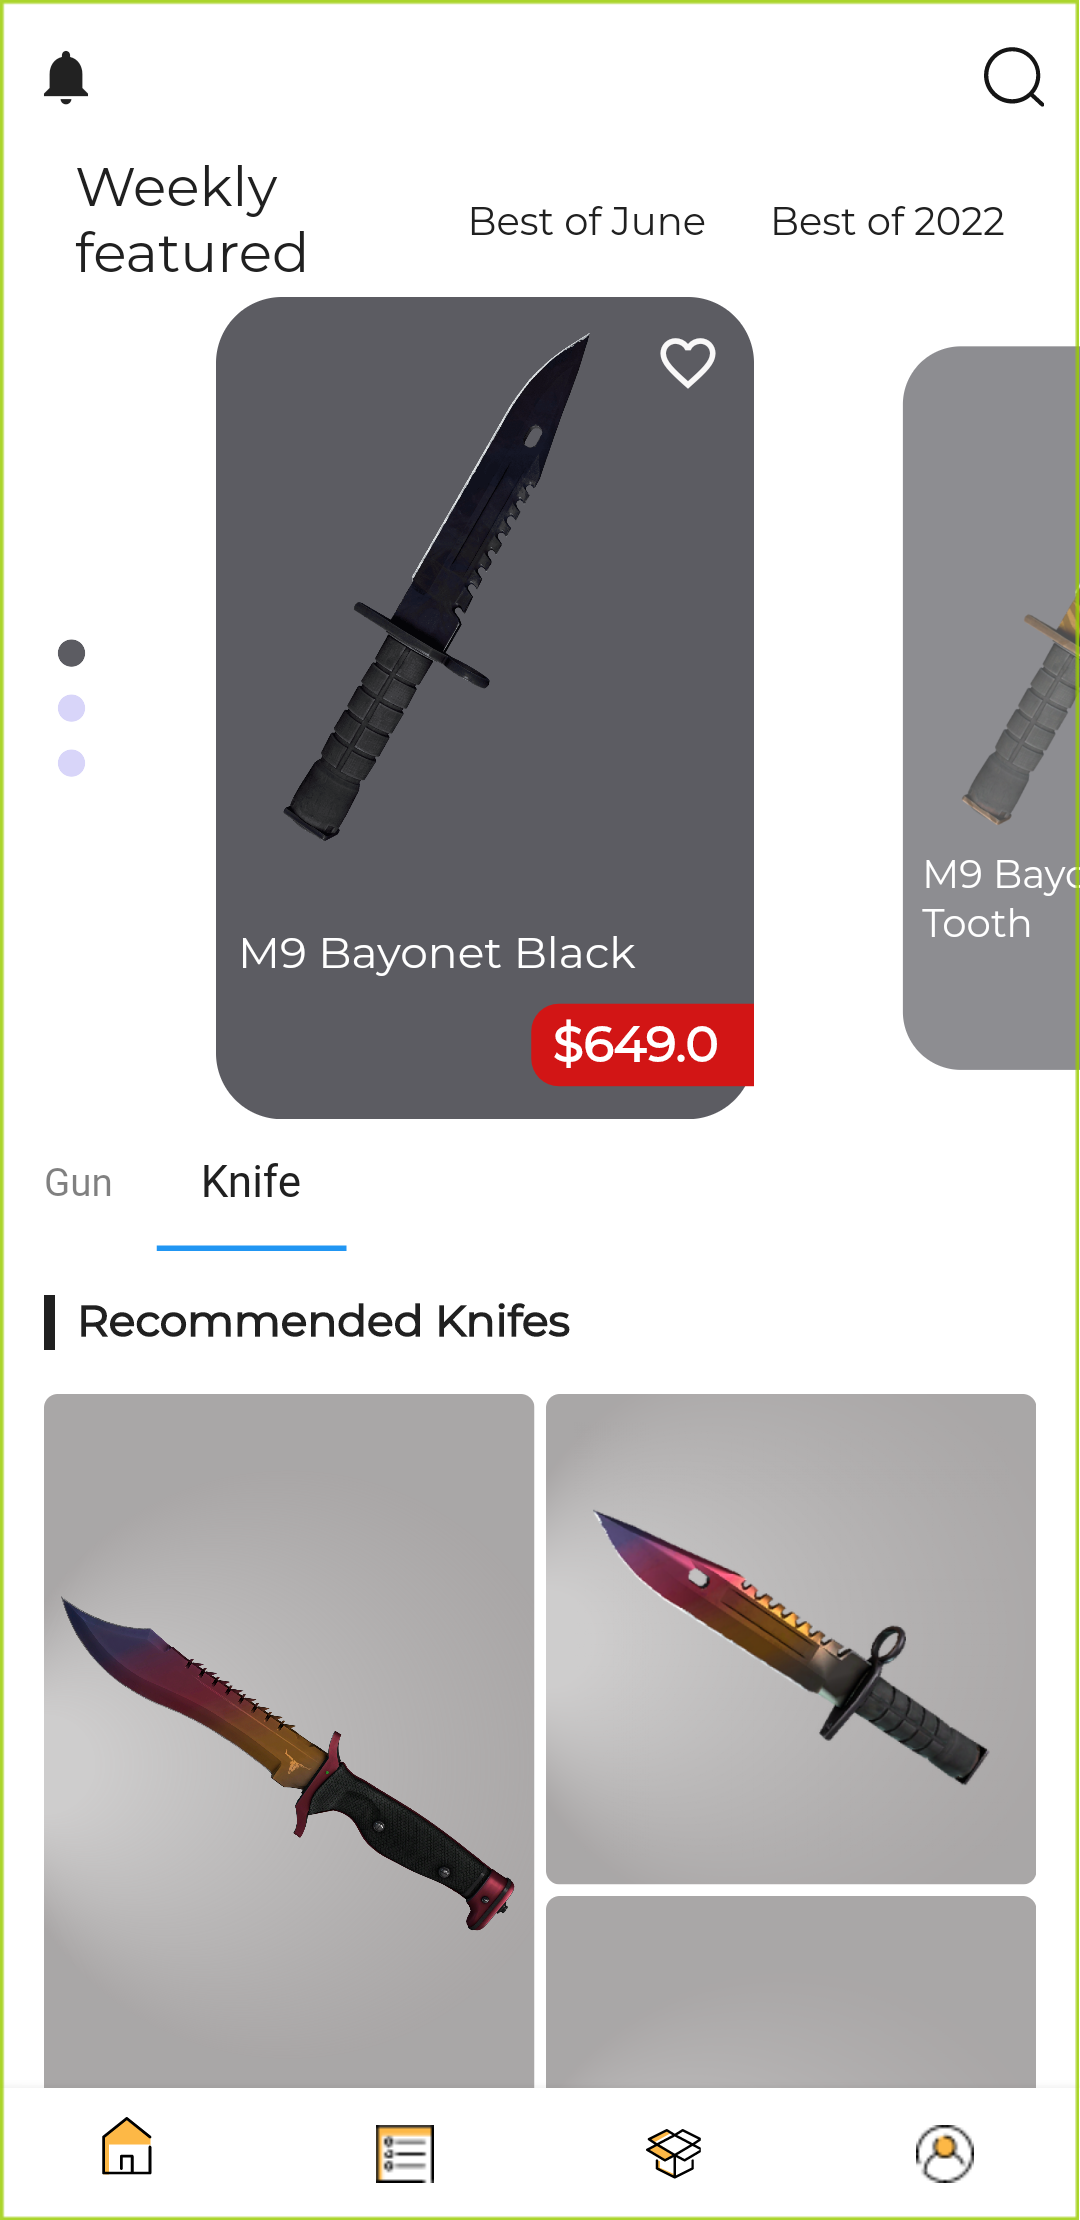 Weekly
featured
Best of June
Best of 2022
M9 Bayonet Black
$649.0
M9 Bayo
Tooth
Gun
Knife
Recommended Knifes